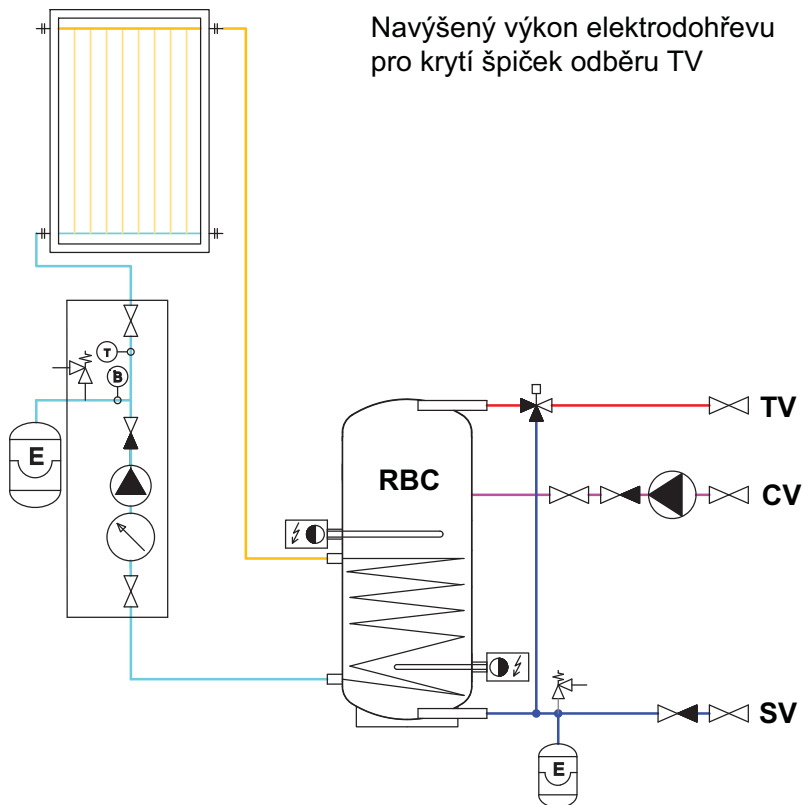 Navýšený výkon elektrodohřevu
pro krytí špiček odběru TV
T
B
E
RBC
TV
CV
SV
E